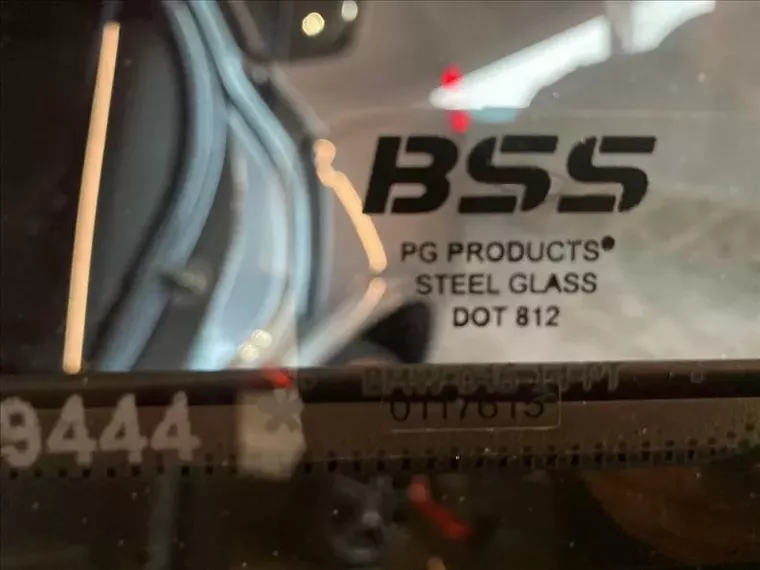 BSS
PG PRODUCTS®
STEEL GLASS
DOT 812
9444
0117615